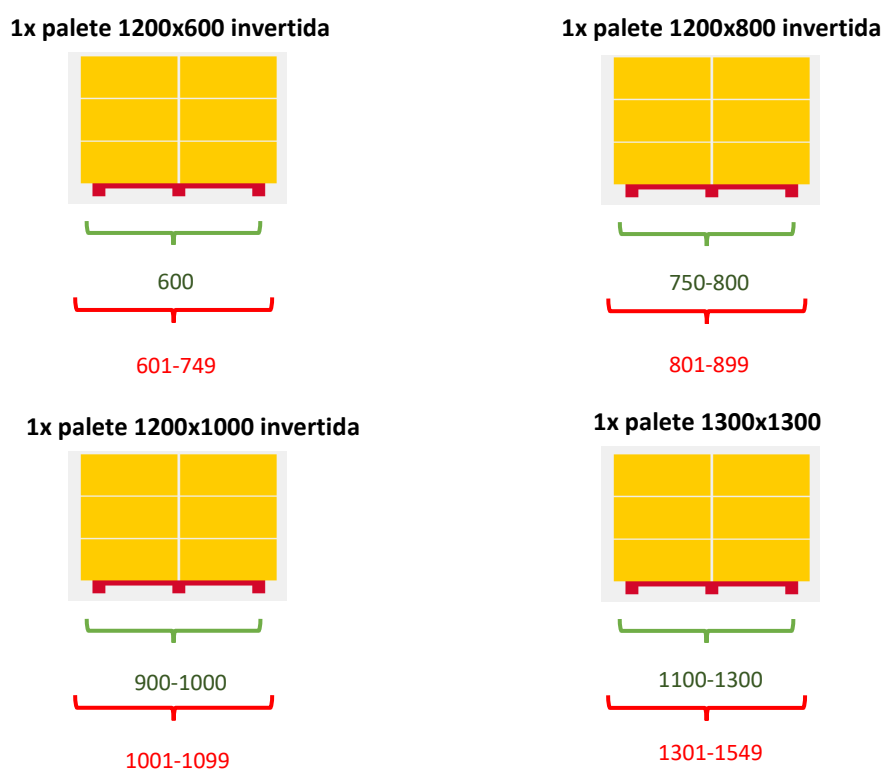 1x palete 1200x600 invertida
600
601-749
1x palete 1200x800 invertida
750-800
801-899
1x palete 1200x1000 invertida
900-1000
1001-1099
1x palete 1300x1300
1100-1300
1301-1549